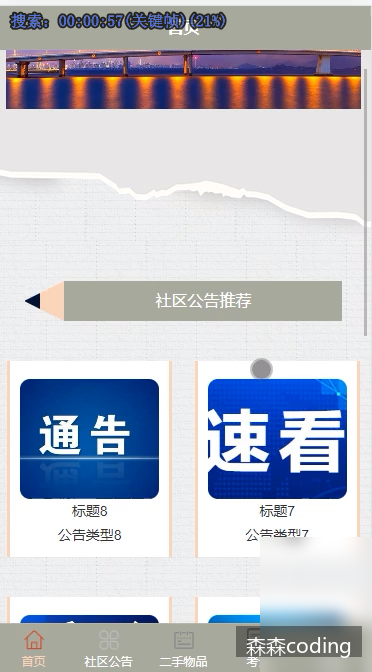 搜索：00:00:57(关键帧)(21%)
首页
社区公告推荐
通告
速看
标题8
标题7
公告类型8
公告类型7
首页
社区公告
二手物品
森森coding